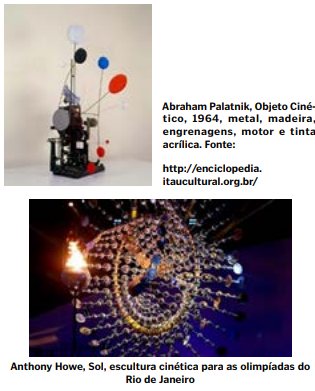 Abraham Palatnik, Objeto Ciné-
tico, 1964, metal, madeira,
engrenagens, motor e tinta
acrílica. Fonte:
http://enciclopedia.
itaucultural.org.br/
Anthony Howe, Sol, escultura cinética para as olimpíadas do
Rio de Janeiro